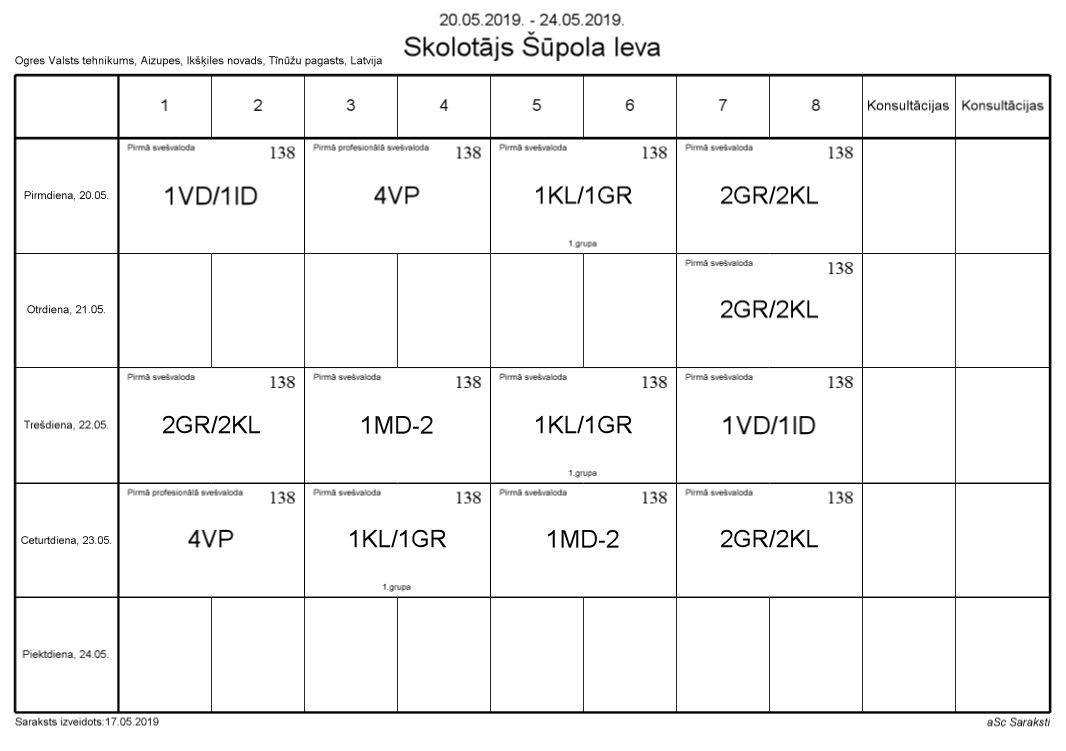 20.05.2019. - 24.05.2019.
Skolotājs Šūpola Ieva
Ogres Valsts tehnikums, Aizupes, Ikšķiles novads, Tīnūžu pagasts, Latvija
1 2 3 4 5 6 7 8 Konsultācijas Konsultācijas
Pirmdiena, 20.05.
Pirmā svešvaloda 138
1VD/1ID
Pirmā profesionālā svešvaloda 138
4VP
Pirmā svešvaloda 138
1KL/1GR
1.grupa
Pirmā svešvaloda 138
2GR/2KL
Otrdiena, 21.05.
Pirmā svešvaloda 138
2GR/2KL
Trešdiena, 22.05.
Pirmā svešvaloda 138
2GR/2KL
Pirmā svešvaloda 138
1MD-2
Pirmā svešvaloda 138
1KL/1GR
1.grupa
Pirmā svešvaloda 138
1VD/1ID
Ceturtdiena, 23.05.
Pirmā profesionālā svešvaloda 138
4VP
Pirmā svešvaloda 138
1KL/1GR
1.grupa
Pirmā svešvaloda 138
1MD-2
Pirmā svešvaloda 138
2GR/2KL
Piektdiena, 24.05.
Saraksts izveidots:17.05.2019
aSc Saraksti